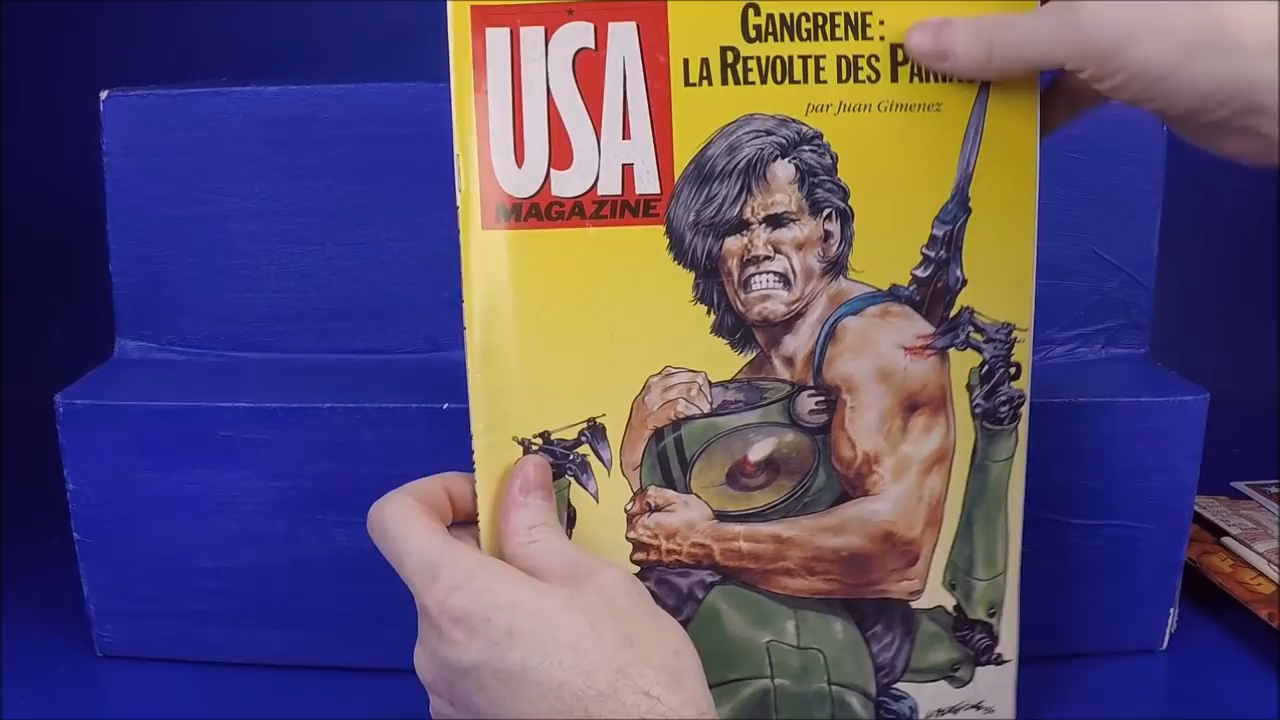 USA
MAGAZINE
GANGRENE:
LA REVOLTE DES
par Juan Gimenez